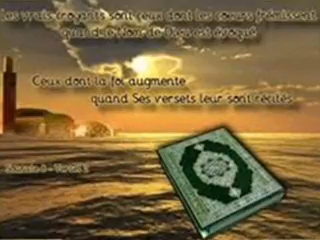 Les vrais croyants sont ceux dont les coeurs frémissent
quand le Nom de Dieu est évoqué
Ceux dont la foi augmente
quand Ses versets leur sont récités